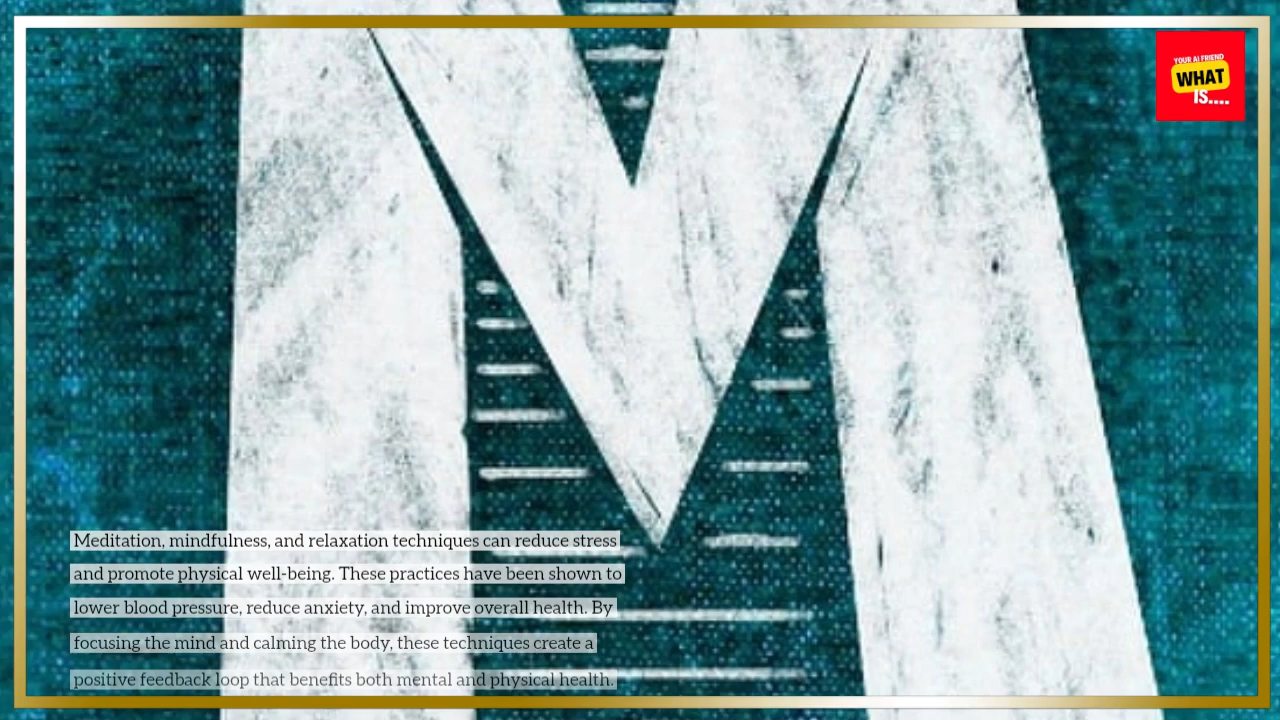 YOUR AI FRIEND
WHAT
IS....
Meditation, mindfulness, and relaxation techniques can reduce stress
and promote physical well-being. These practices have been shown to
lower blood pressure, reduce anxiety, and improve overall health. By
focusing the mind and calming the body, these techniques create a
positive feedback loop that benefits both mental and physical health.